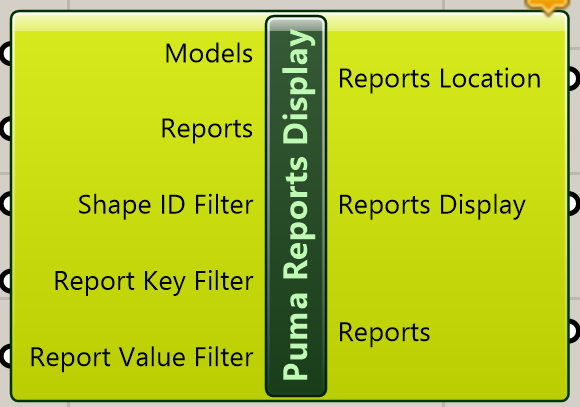 Models
Reports
Shape ID Filter
Report Key Filter
Report Value Filter
Puma Reports Display
Reports Location
Reports Display
Reports